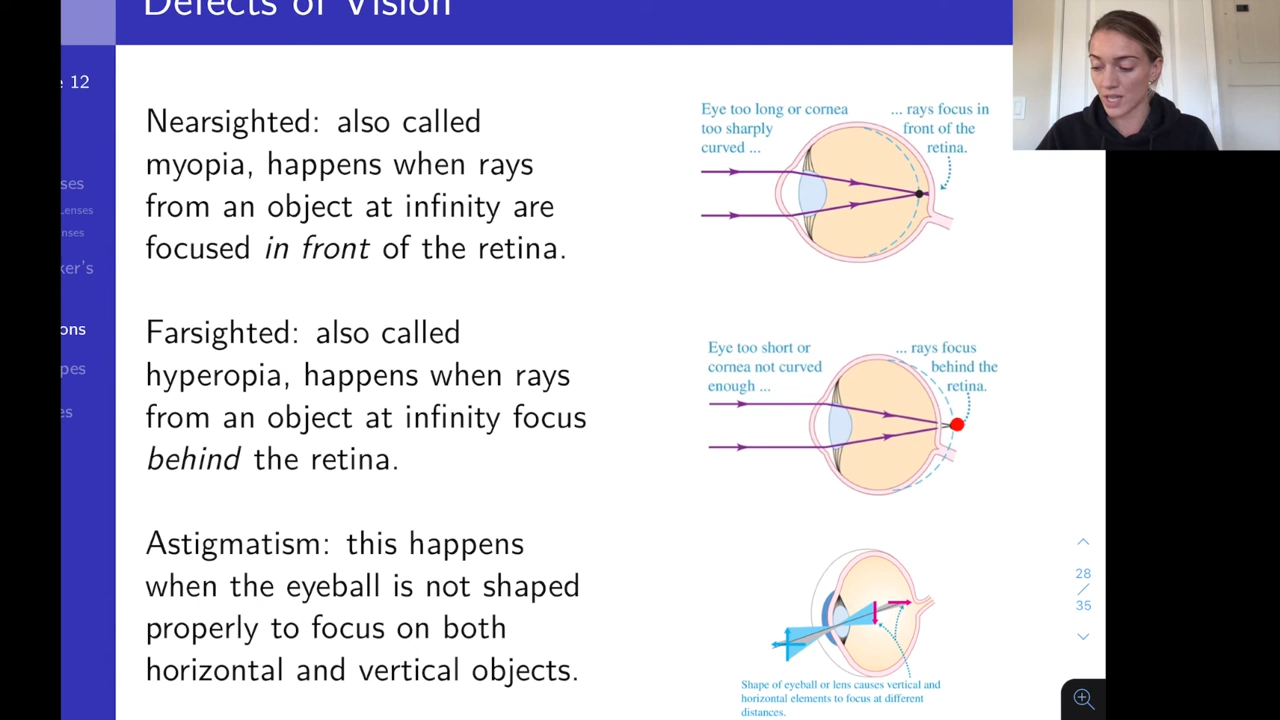 Defects of Vision
e 12
ses
Lenses
nses
ker's
ons
pes
es
Nearsighted: also called
myopia, happens when rays
from an object at infinity are
focused in front of the retina.
Eye too long or cornea
too sharply
curved ...
... rays focus in
front of the
retina.
Farsighted: also called
hyperopia, happens when rays
from an object at infinity focus
behind the retina.
Eye too short or
cornea not curved
enough ...
... rays focus
behind the
retina.
Astigmatism: this happens
when the eyeball is not shaped
properly to focus on both
horizontal and vertical objects.
Shape of eyeball or lens causes vertical and
horizontal elements to focus at different
distances.
28
/
35